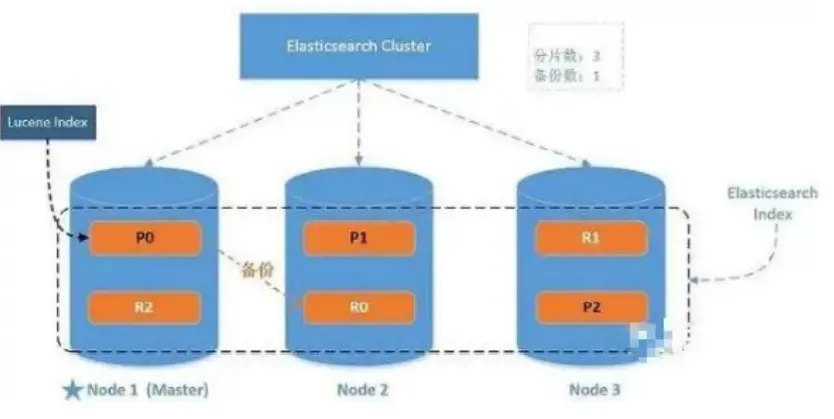 Elasticsearch Cluster
分片数：3
备份数：1
Lucene Index
Elasticsearch
Index
P0
P1
R1
备份
R2
R0
P2
Node 1 (Master)
Node 2
Node 3